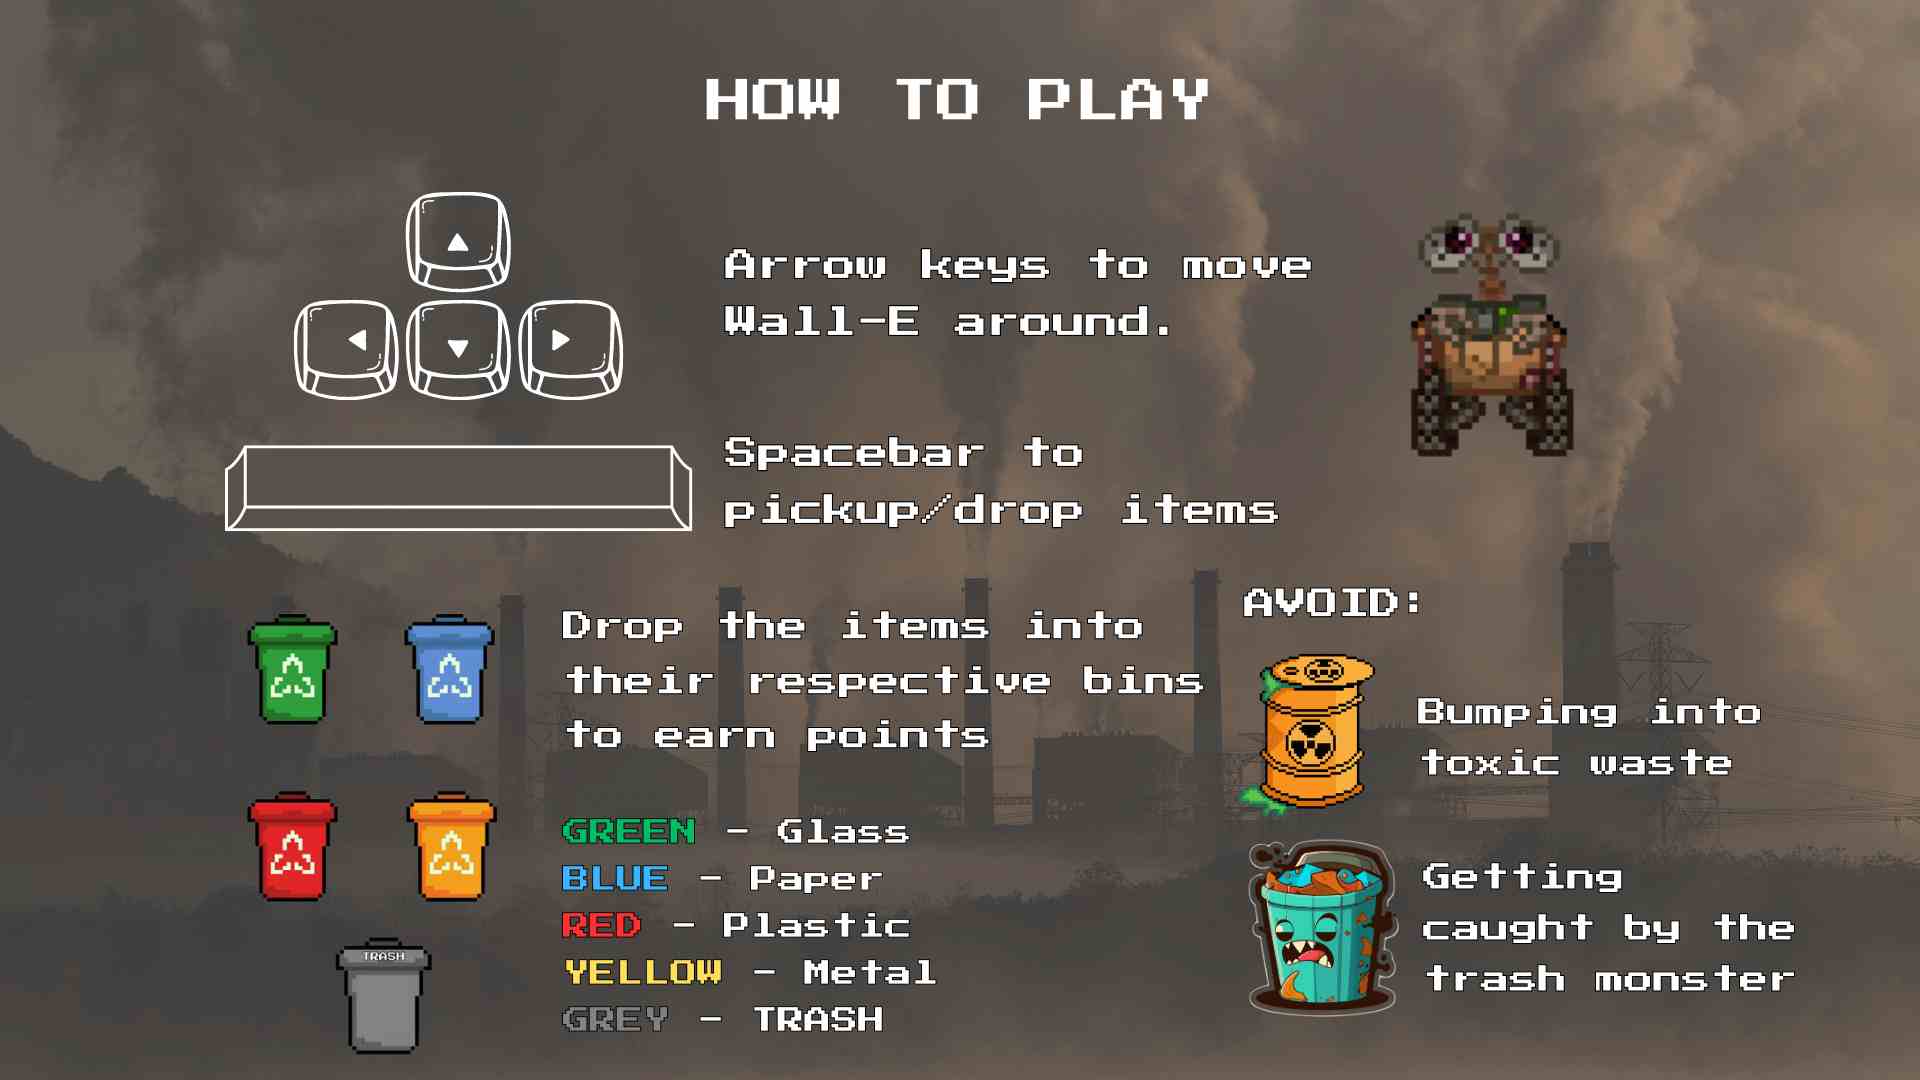 HOW TO PLAY
Arrow keys to move
Wall-E around.
Spacebar to
pickup/drop items
Drop the items into
their respective bins
to earn points
GREEN - Glass
BLUE - Paper
RED - Plastic
YELLOW - Metal
GREY - TRASH
TRASH
AVOID:
Bumping into
toxic waste
Getting
caught by the
trash monster